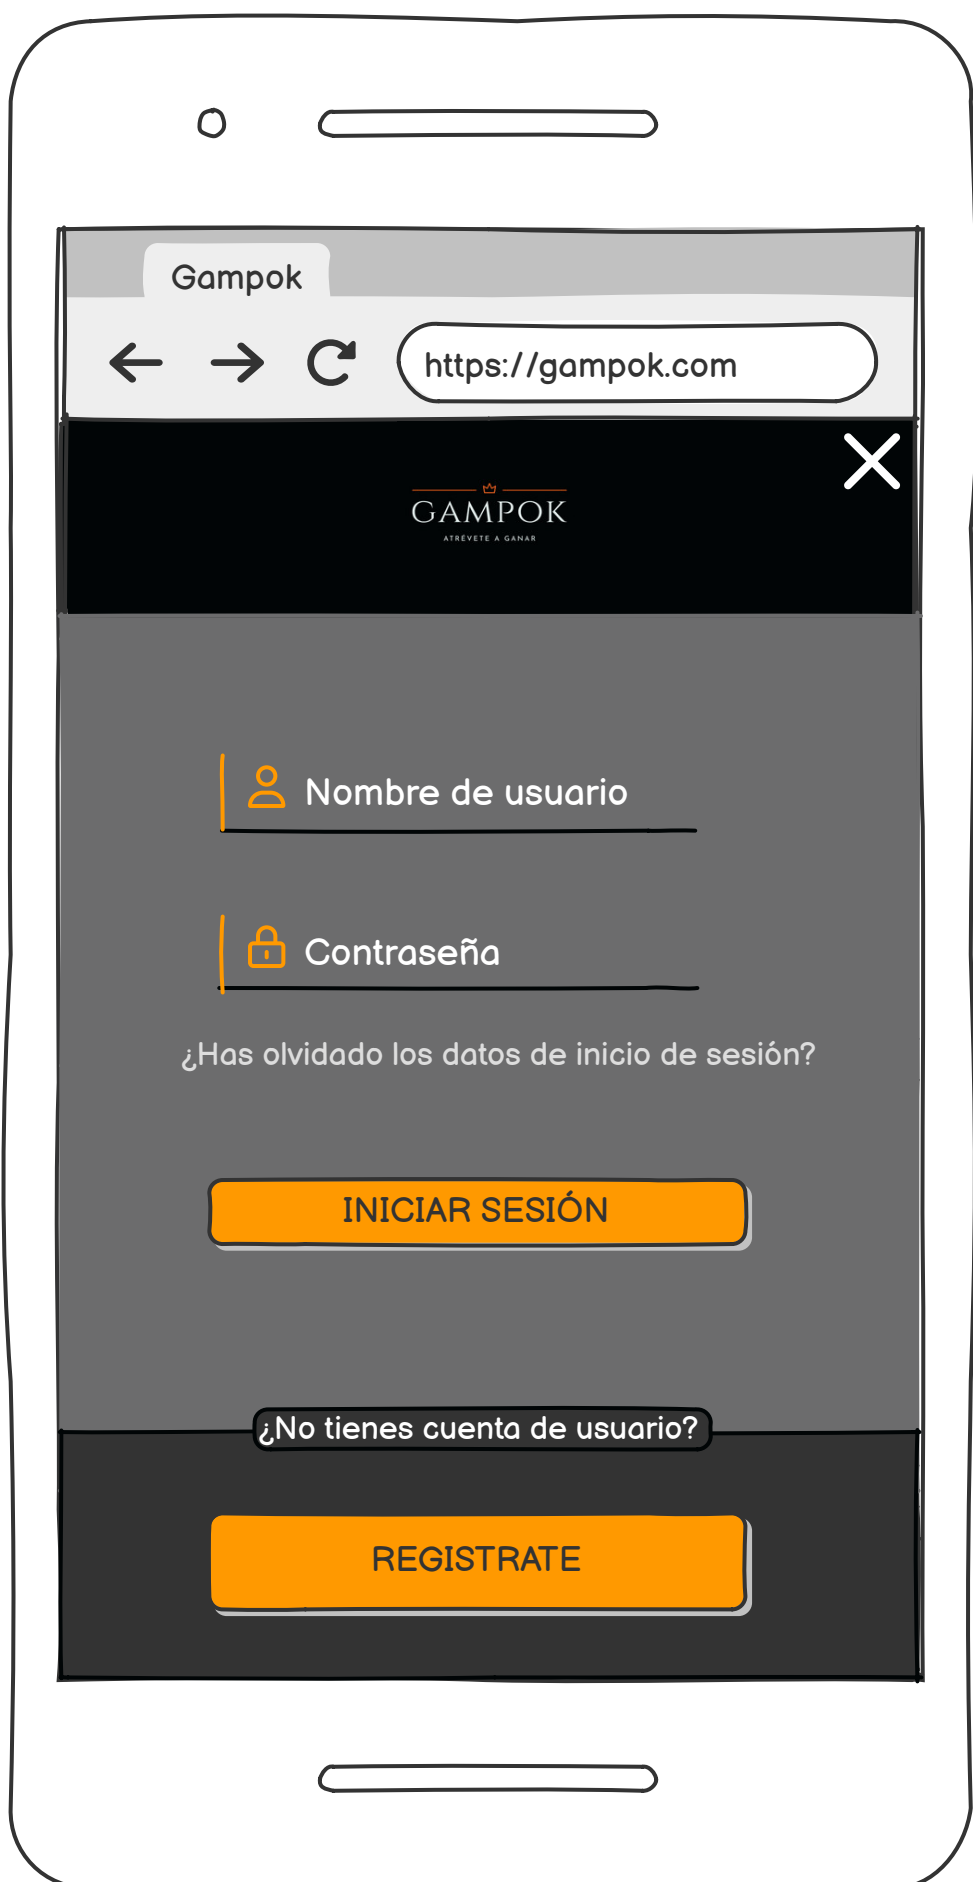 Gampok
https://gampok.com
GAMPOK
ATRÉVETE A GANAR
Nombre de usuario
Contraseña
¿Has olvidado los datos de inicio de sesión?
INICIAR SESIÓN
¿No tienes cuenta de usuario?
REGISTRATE